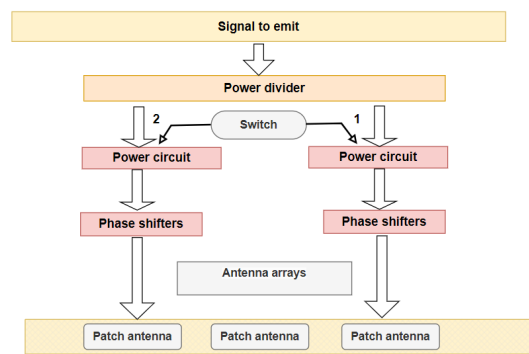 Signal to emit
Power divider
2
Switch
1
Power circuit
Power circuit
Phase shifters
Phase shifters
Antenna arrays
Patch antenna
Patch antenna
Patch antenna